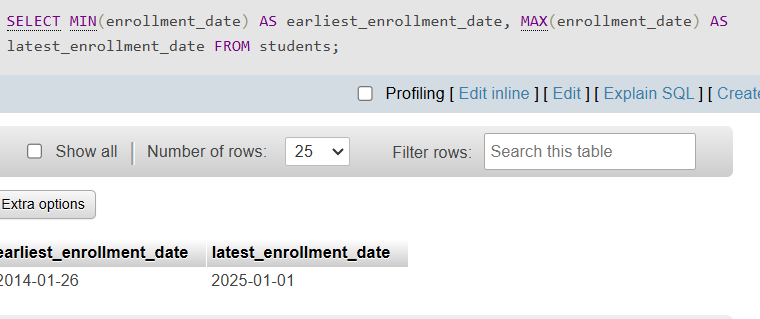 SELECT MIN(enrollment_date) AS earliest_enrollment_date, MAX(enrollment_date) AS
latest_enrollment_date FROM students;
Profiling [ Edit inline ] [ Edit ] [ Explain SQL ] [ Create
Show all Number of rows: 25 Filter rows: Search this table
Extra options
earliest_enrollment_date latest_enrollment_date
2014-01-26 2025-01-01